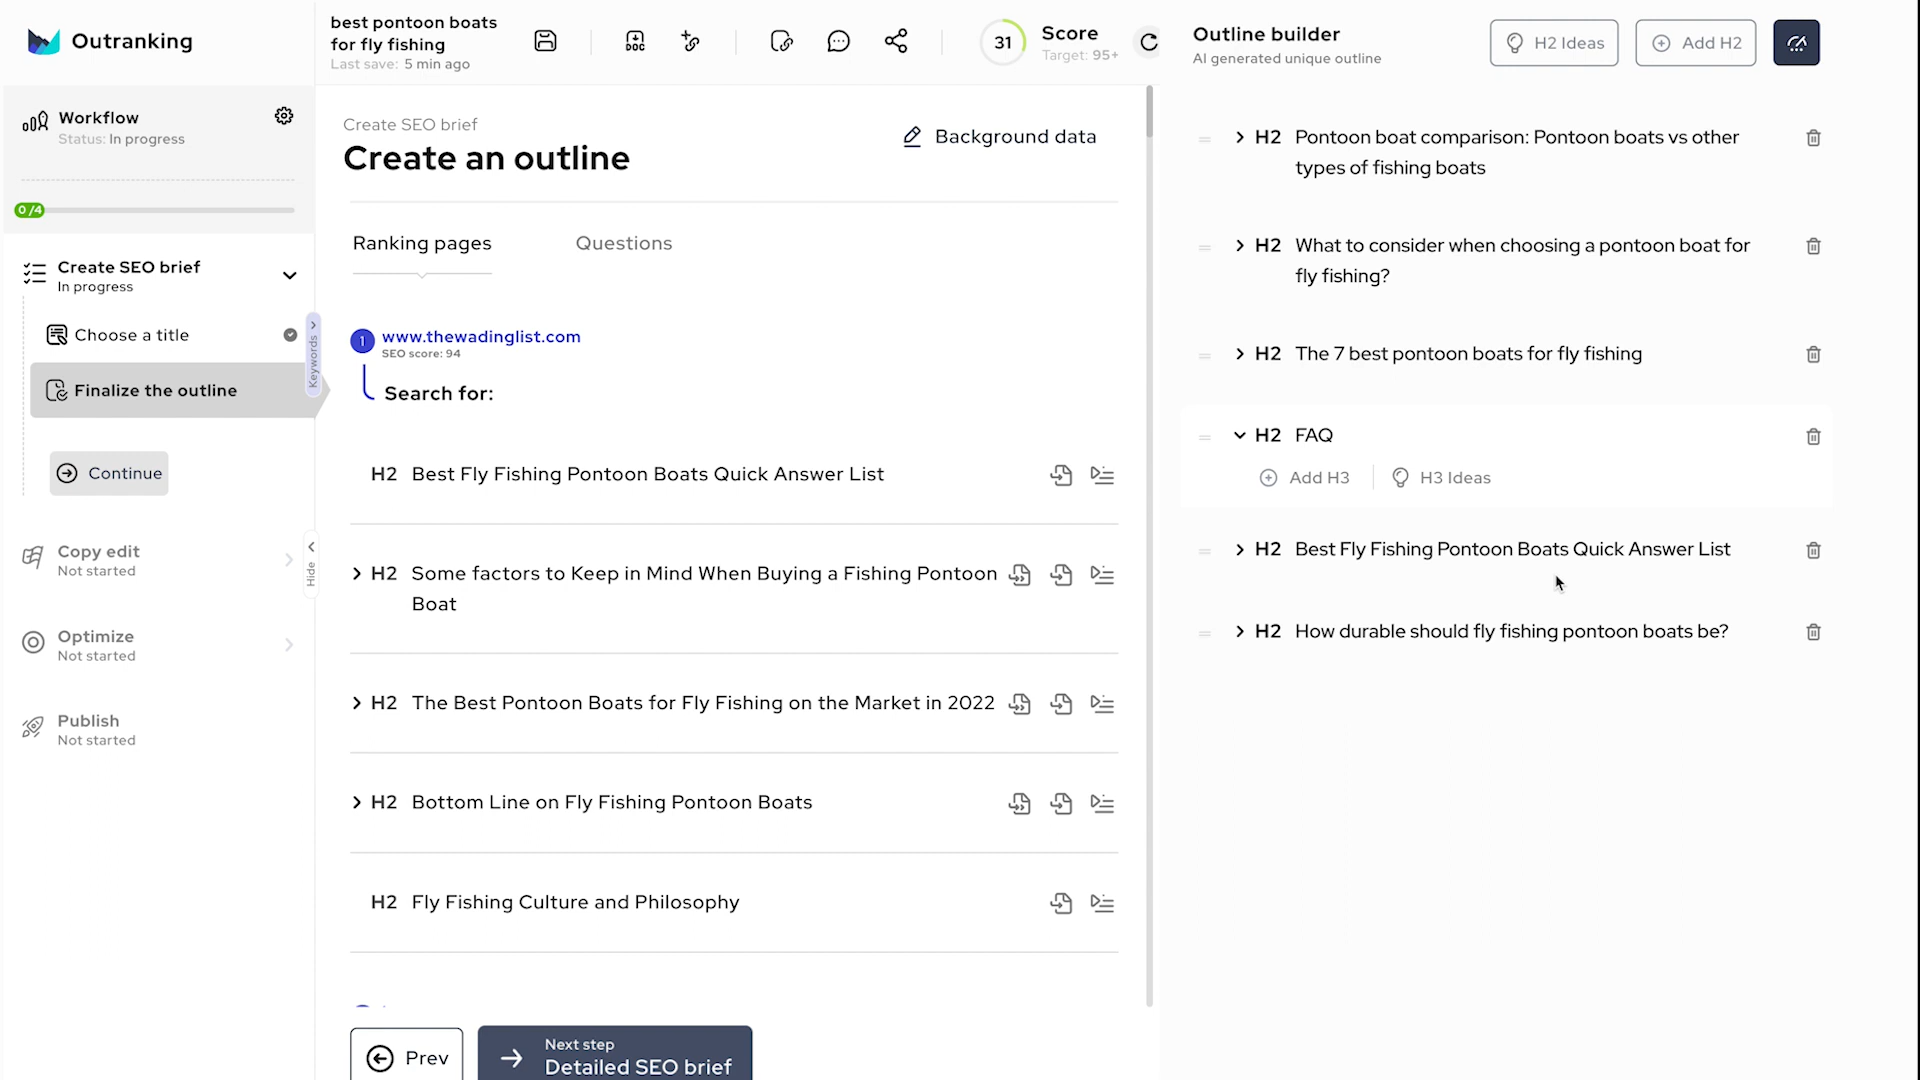 Outranking
best pontoon boats
for fly fishing
Last save: 5 min ago
DOC
31
Score
Target: 95+
Outline builder
AI generated unique outline
H2 Ideas
Add H2
Workflow
Status: In progress
0/4
Create SEO brief
In progress
Choose a title
Finalize the outline
Continue
Copy edit
Not started
Optimize
Not started
Publish
Not started
Keywords
Hide
Create SEO brief
Create an outline
Background data
Ranking pages
Questions
1
www.thewadinglist.com
SEO score: 94
Search for:
H2 Best Fly Fishing Pontoon Boats Quick Answer List
H2 Some factors to Keep in Mind When Buying a Fishing Pontoon
Boat
H2 The Best Pontoon Boats for Fly Fishing on the Market in 2022
H2 Bottom Line on Fly Fishing Pontoon Boats
H2 Fly Fishing Culture and Philosophy
Prev
Next step
Detailed SEO brief
H2 Pontoon boat comparison: Pontoon boats vs other
types of fishing boats
H2 What to consider when choosing a pontoon boat for
fly fishing?
H2 The 7 best pontoon boats for fly fishing
H2 FAQ
Add H3
H3 Ideas
H2 Best Fly Fishing Pontoon Boats Quick Answer List
H2 How durable should fly fishing pontoon boats be?